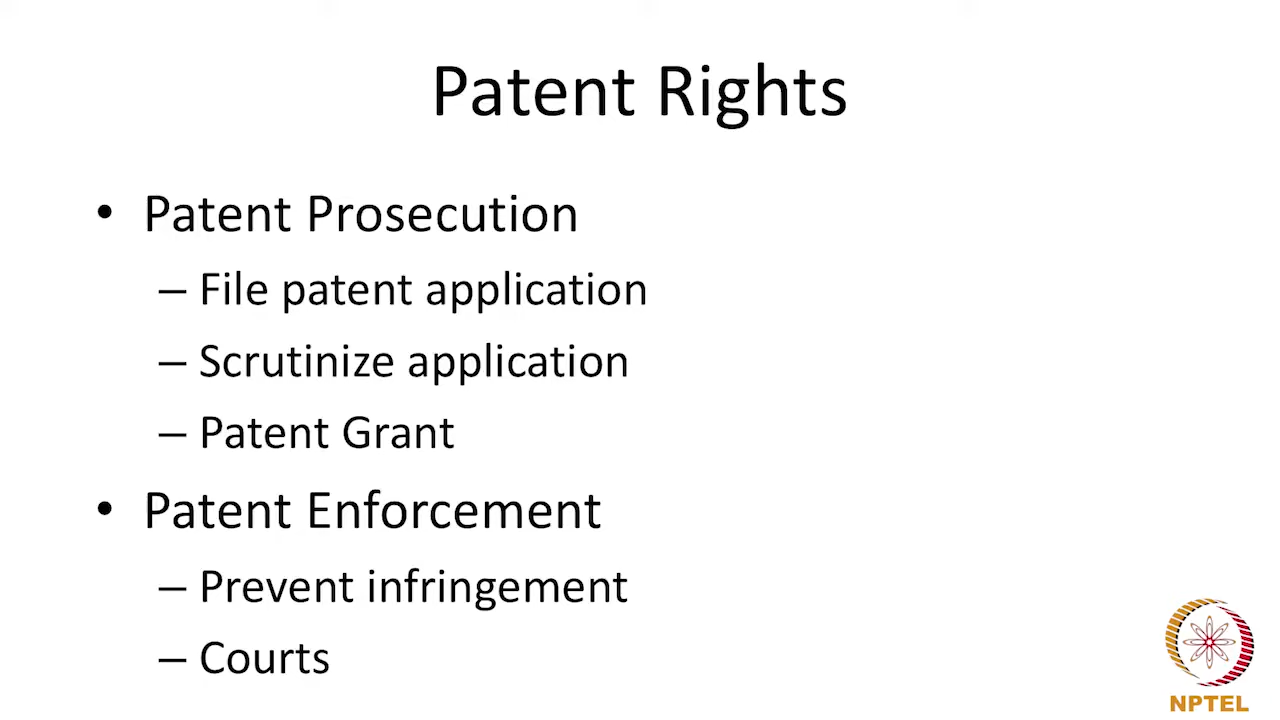 Patent Rights
• Patent Prosecution
– File patent application
– Scrutinize application
– Patent Grant
• Patent Enforcement
– Prevent infringement
– Courts
NPTEL